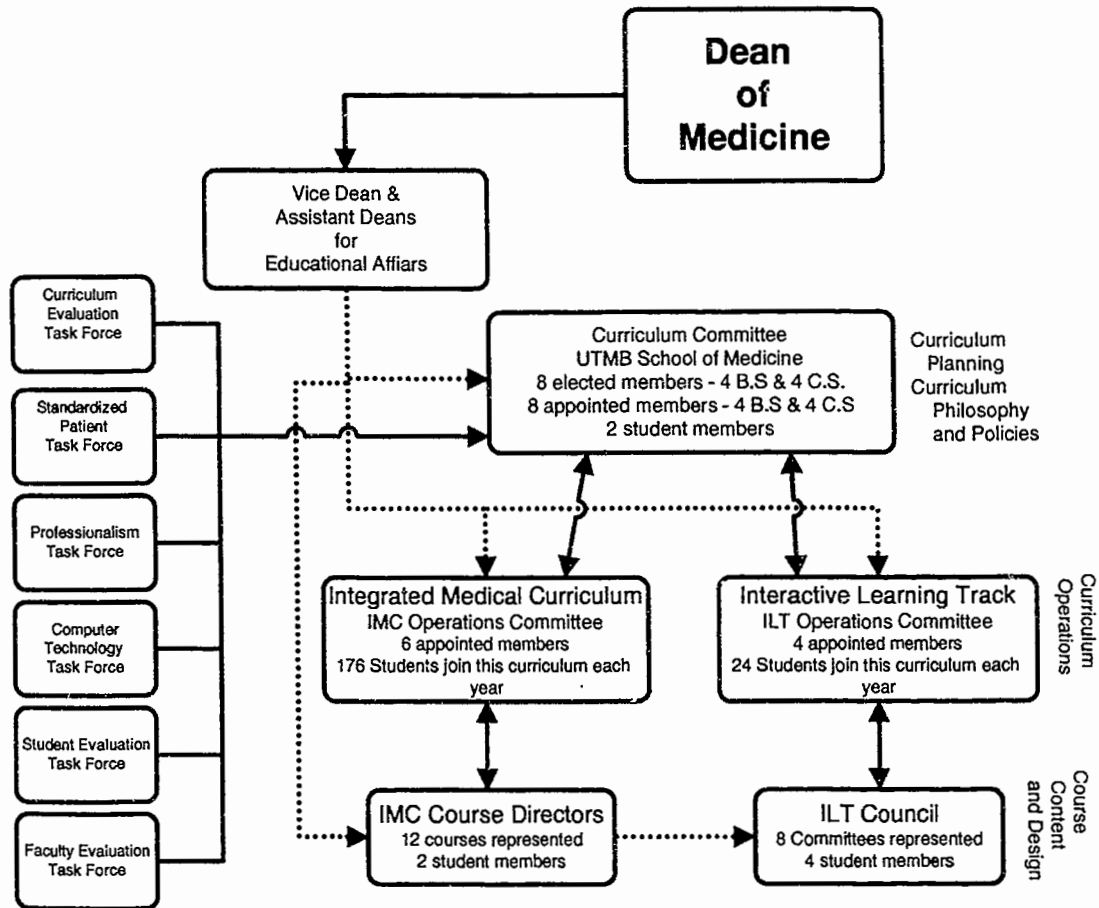 Dean
of
Medicine
Vice Dean &
Assistant Deans
for
Educational Affiars
Curriculum
Evaluation
Task Force
Standardized
Patient
Task Force
Professionalism
Task Force
Computer
Technology
Task Force
Student Evaluation
Task Force
Faculty Evaluation
Task Force
Curriculum Committee
UTMB School of Medicine
8 elected members - 4 B.S & 4 C.S.
8 appointed members - 4 B.S & 4 C.S
2 student members
Curriculum
Planning
Curriculum
Philosophy
and Policies
Integrated Medical Curriculum
IMC Operations Committee
6 appointed members
176 Students join this curriculum each
year
Interactive Learning Track
ILT Operations Committee
4 appointed members
24 Students join this curriculum each
year
Curriculum
Operations
IMC Course Directors
12 courses represented
2 student members
ILT Council
8 Committees represented
4 student members
Course
Content
and Design